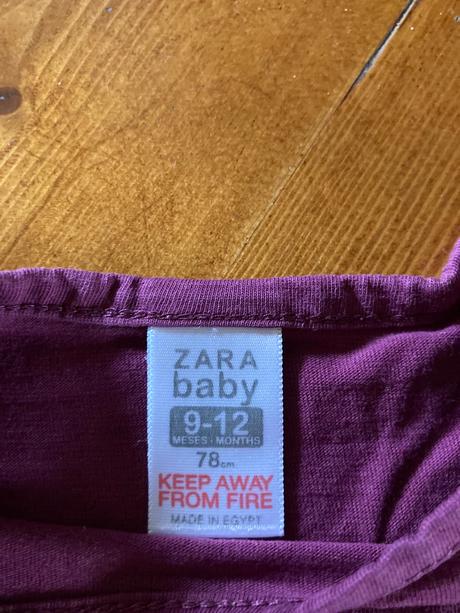 ZARA
baby
9-12
MESES - MONTHS
78cm
KEEP AWAY
FROM FIRE
MADE IN EGYPT